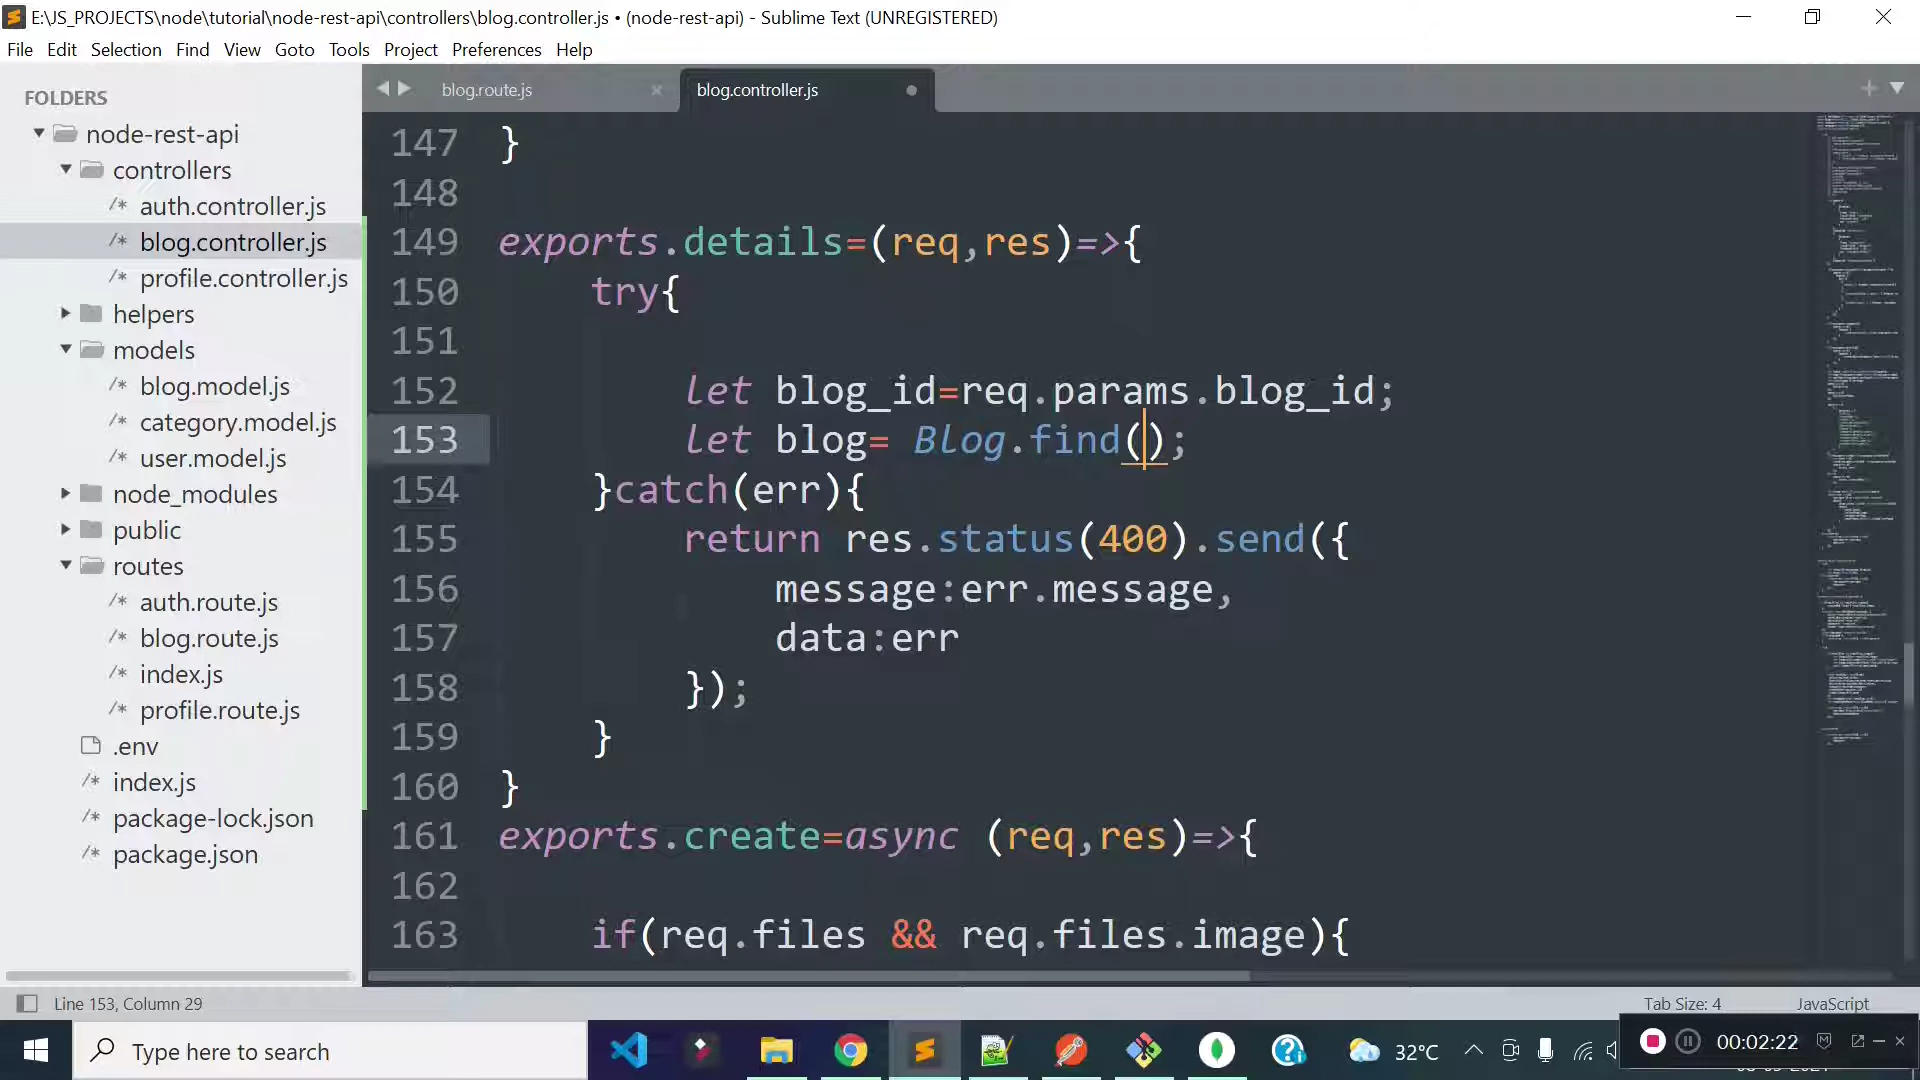 E:\JS_PROJECTS\node\tutorial\node-rest-api\controllers\blog.controller.js • (node-rest-api) - Sublime Text (UNREGISTERED)
File Edit Selection Find View Goto Tools Project Preferences Help
FOLDERS
node-rest-api
controllers
/* auth.controller.js
/* blog.controller.js
/* profile.controller.js
helpers
models
/* blog.model.js
/* category.model.js
/* user.model.js
node_modules
public
routes
/* auth.route.js
/* blog.route.js
/* index.js
/* profile.route.js
.env
/* index.js
/* package-lock.json
/* package.json
blog.route.js × blog.controller.js •
147 }
148
149 exports.details=(req,res)=>{
150 try{
151
152 let blog_id=req.params.blog_id;
153 let blog= Blog.find();
154 }catch(err){
155 return res.status(400).send({
156 message:err.message,
157 data:err
158 });
159 }
160 }
161 exports.create=async (req,res)=>{
162
163 if(req.files && req.files.image){
Line 153, Column 29 Tab Size: 4 JavaScript
Type here to search 32°C 00:02:22